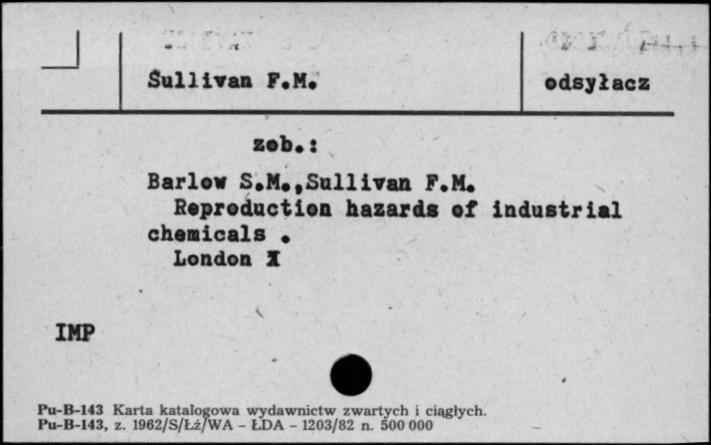 Sullivan F.M.
odsyłacz
zob.:
Barlow S.M.,Sullivan F.M.
Reproduction hazards of industrial
chemicals .
London
IMP
Pu-B-143 Karta katalogowa wydawnictw zwartych i ciągłych.
Pu-B-143, z. 1962/S/Łż/WA - ŁDA - 1203/82 n. 500 000